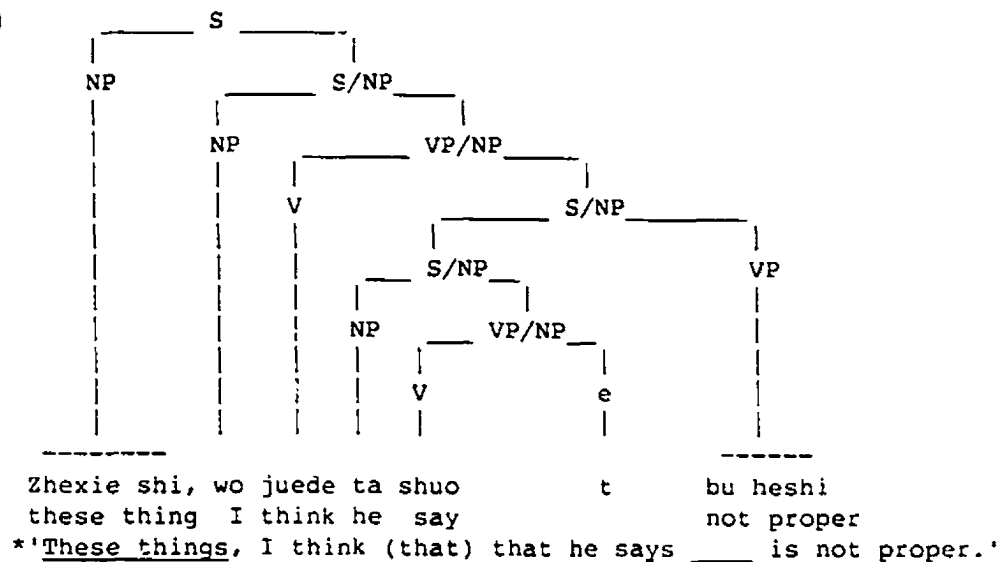 S
NP S/NP
NP VP/NP
V S/NP
S/NP VP
NP VP/NP
V e
Zhexie shi, wo juede ta shuo t bu heshi
these thing I think he say not proper
*'These things, I think (that) that he says ____ is not proper.'